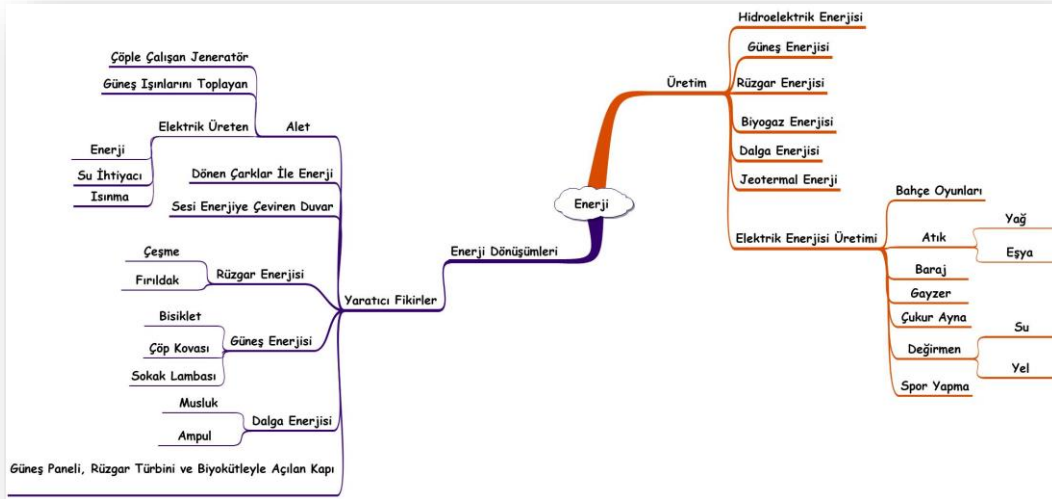 Enerji
Üretim
Hidroelektrik Enerjisi
Güneş Enerjisi
Rüzgar Enerjisi
Biyogaz Enerjisi
Dalga Enerjisi
Jeotermal Enerji
Elektrik Enerjisi Üretimi
Bahçe Oyunları
Atık
Yağ
Eşya
Baraj
Gayzer
Çukur Ayna
Değirmen
Su
Yel
Spor Yapma
Enerji Dönüşümleri
Yaratıcı Fikirler
Alet
Çöple Çalışan Jeneratör
Güneş Işınlarını Toplayan
Elektrik Üreten
Enerji
Su İhtiyacı
Isınma
Dönen Çarklar İle Enerji
Sesi Enerjiye Çeviren Duvar
Rüzgar Enerjisi
Çeşme
Fırıldak
Güneş Enerjisi
Bisiklet
Çöp Kovası
Sokak Lambası
Dalga Enerjisi
Musluk
Ampul
Güneş Paneli, Rüzgar Türbini ve Biyokütleyle Açılan Kapı